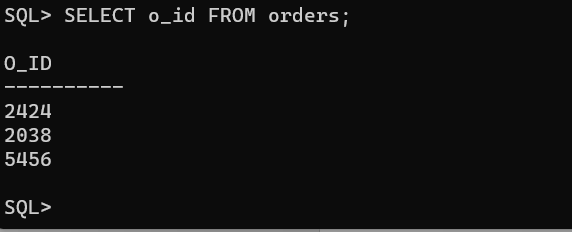 SQL> SELECT o_id FROM orders;
O_ID
----------
2424
2038
5456
SQL>